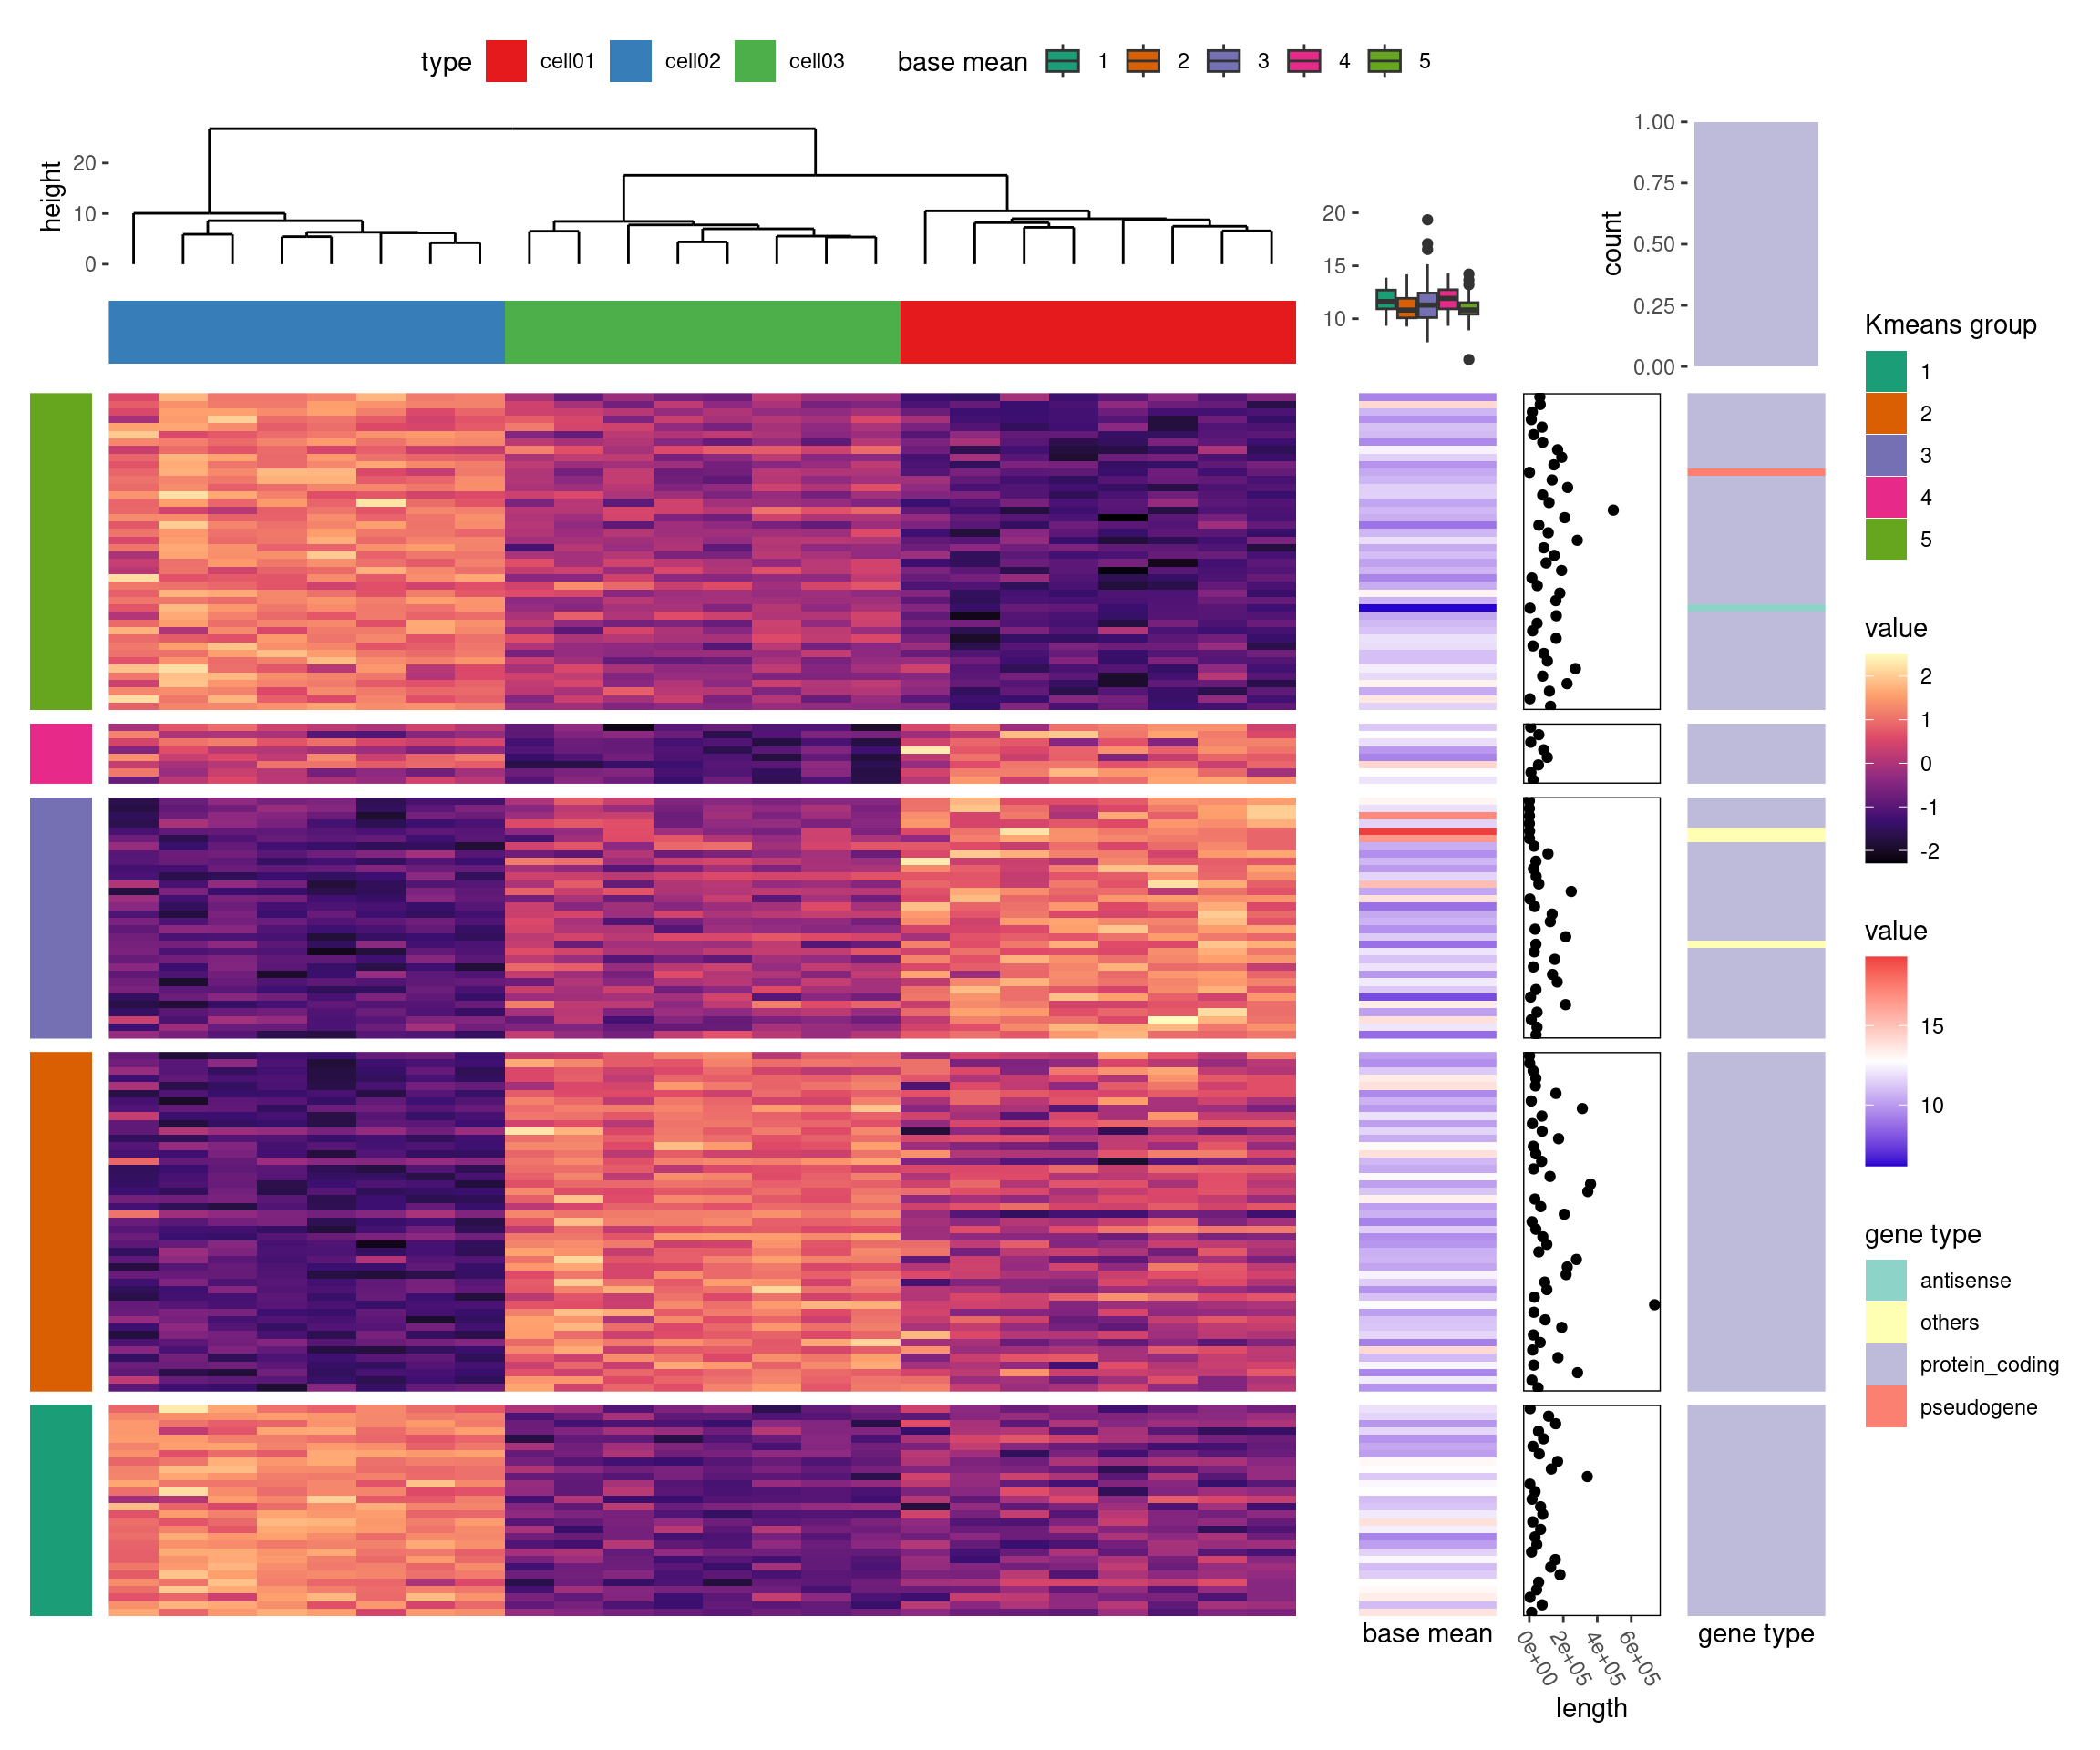 type cell01 cell02 cell03 base mean 1 2 3 4 5
height
20
10
0
20
15
10
count
1.00
0.75
0.50
0.25
0.00
Kmeans group
1
2
3
4
5
value
2
1
0
-1
-2
value
15
10
gene type
antisense
others
protein_coding
pseudogene
base mean
0e+00 2e+05 4e+05 6e+05
length
gene type